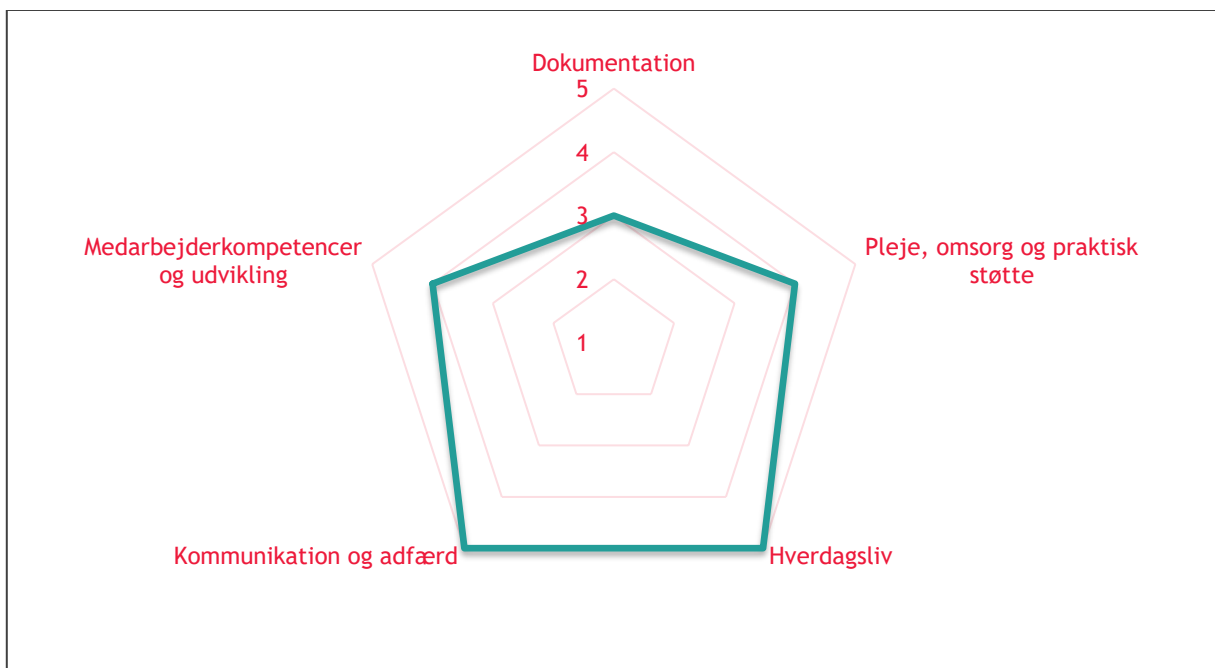 Dokumentation
5
4
3
2
1
Pleje, omsorg og praktisk
støtte
Hverdagsliv
Kommunikation og adfærd
Medarbejderkompetencer
og udvikling